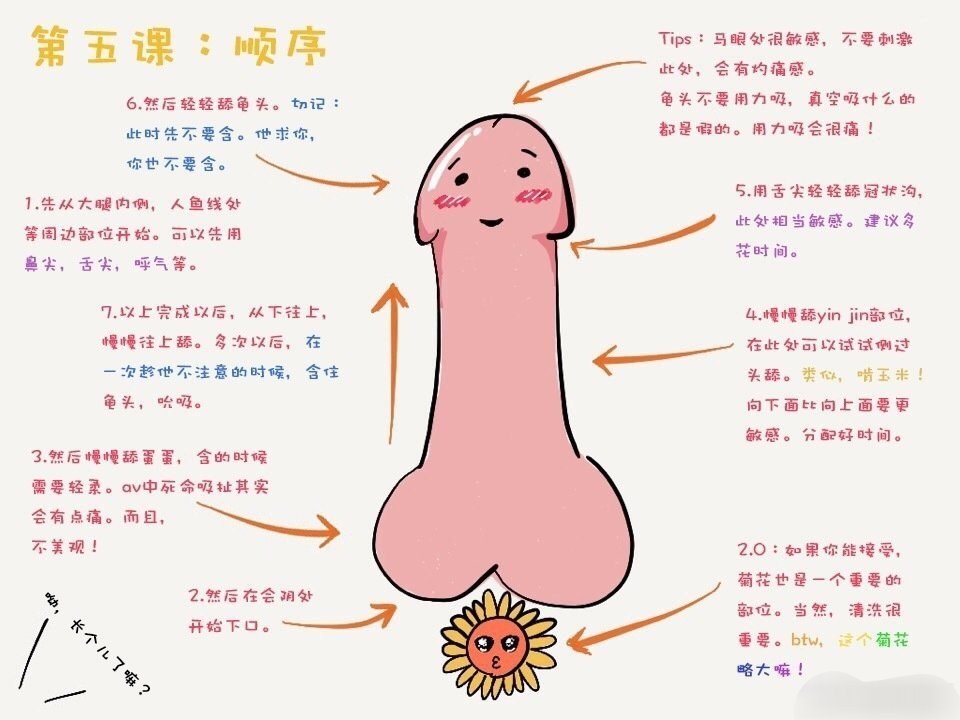 第五课：顺序
Tips：马眼处很敏感，不要刺激
此处，会有灼痛感。
龟头不要用力吸，真空吸什么的
都是假的。用力吸会很痛！
6.然后轻轻舔龟头。切记：
此时先不要含。他求你，
你也不要含。
1.先从大腿内侧，人鱼线处
等周边部位开始。可以先用
鼻尖，舌尖，呼气等。
5.用舌尖轻轻舔冠状沟，
此处相当敏感。建议多
花时间。
7.以上完成以后，从下往上，
慢慢往上舔。多次以后，在
一次趁他不注意的时候，含住
龟头，吮吸。
4.慢慢舔yin jin部位，
在此处可以试试侧过
头舔。类似，啃玉米！
向下面比向上面要更
敏感。分配好时间。
3.然后慢慢舔蛋蛋，含的时候
需要轻柔。av中死命吸扯其实
会有点痛。而且，
不美观！
2.然后在会阴处
开始下口。
2.0：如果你能接受，
菊花也是一个重要的
部位。当然，清洗很
重要。btw，这个菊花
略大嘛！